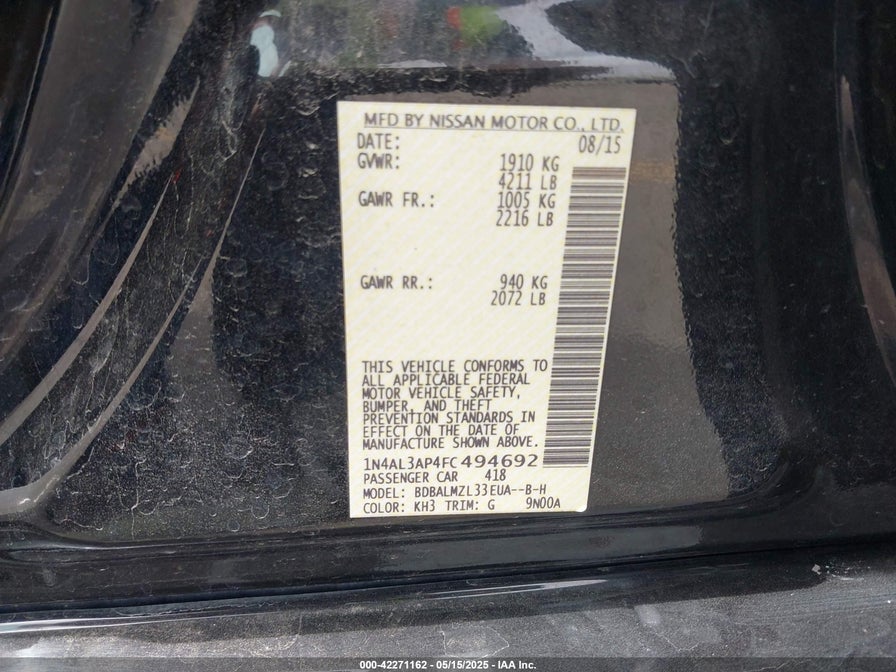 MFD BY NISSAN MOTOR CO., LTD.
DATE: 08/15
GVWR: 1910 KG
4211 LB
GAWR FR.: 1005 KG
2216 LB
GAWR RR.: 940 KG
2072 LB
THIS VEHICLE CONFORMS TO
ALL APPLICABLE FEDERAL
MOTOR VEHICLE SAFETY,
BUMPER, AND THEFT
PREVENTION STANDARDS IN
EFFECT ON THE DATE OF
MANUFACTURE SHOWN ABOVE.
1N4AL3AP4FC494692
PASSENGER CAR 418
MODEL: BDBALMZL33EUA--B-H
COLOR: KH3 TRIM: G 9N00A
000-42271162 - 05/15/2025 - IAA Inc.